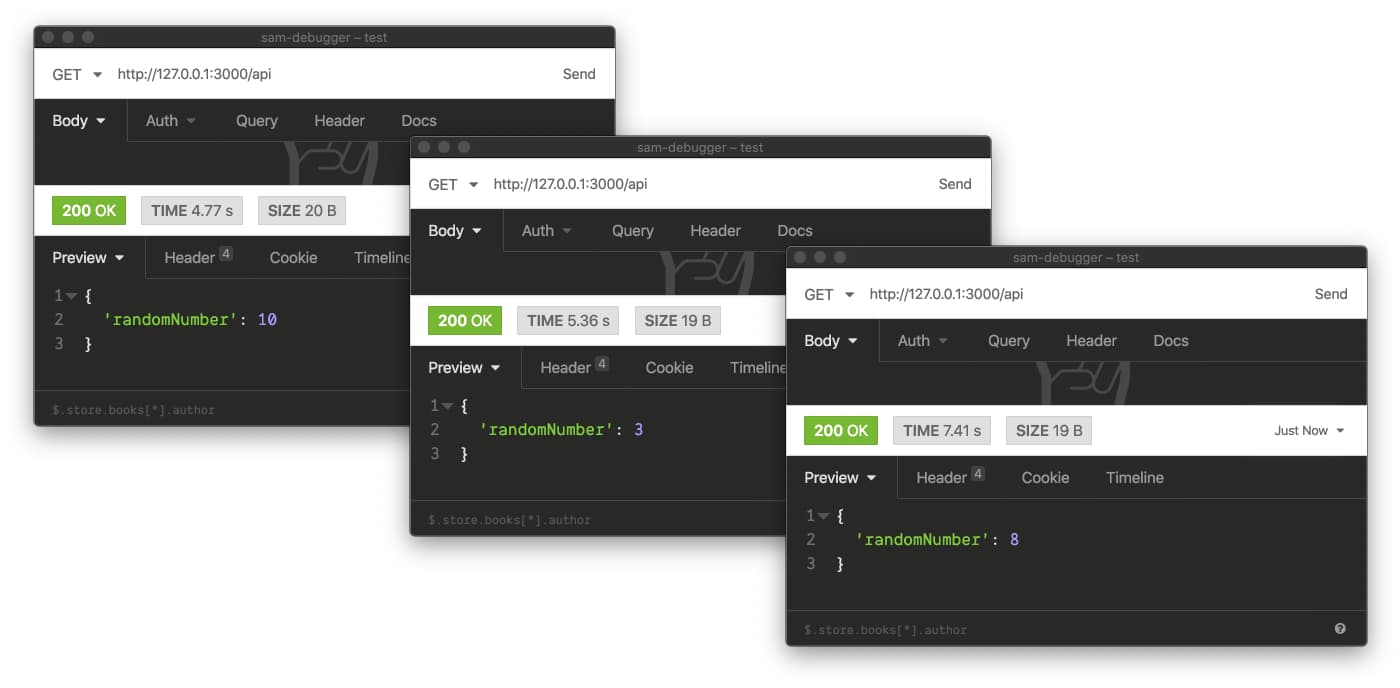 sam-debugger – test
GET http://127.0.0.1:3000/api Send
Body Auth Query Header Docs
200 OK TIME 4.77 s SIZE 20 B
Preview Header 4 Cookie Timeline
1 {
2 'randomNumber': 10
3 }
$.store.books[*].author
sam-debugger – test
GET http://127.0.0.1:3000/api Send
Body Auth Query Header Docs
200 OK TIME 5.36 s SIZE 19 B
Preview Header 4 Cookie Timeline
1 {
2 'randomNumber': 3
3 }
$.store.books[*].author
sam-debugger – test
GET http://127.0.0.1:3000/api Send
Body Auth Query Header Docs
200 OK TIME 7.41 s SIZE 19 B Just Now
Preview Header 4 Cookie Timeline
1 {
2 'randomNumber': 8
3 }
$.store.books[*].author ?